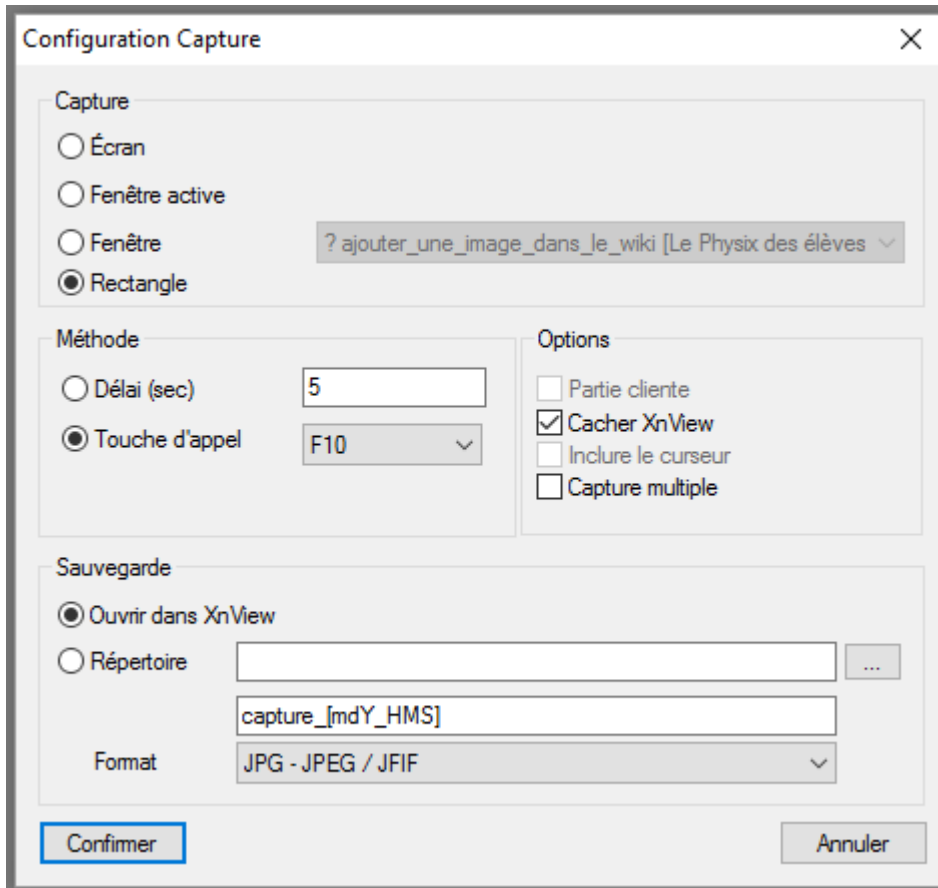 Configuration Capture
Capture
Écran
Fenêtre active
Fenêtre ? ajouter_une_image_dans_le_wiki [Le Physix des élèves
Rectangle
Méthode
Délai (sec) 5
Touche d'appel F10
Options
Partie cliente
Cacher XnView
Inclure le curseur
Capture multiple
Sauvegarde
Ouvrir dans XnView
Répertoire ...
capture_[mdY_HMS]
Format JPG - JPEG / JFIF
Confirmer Annuler